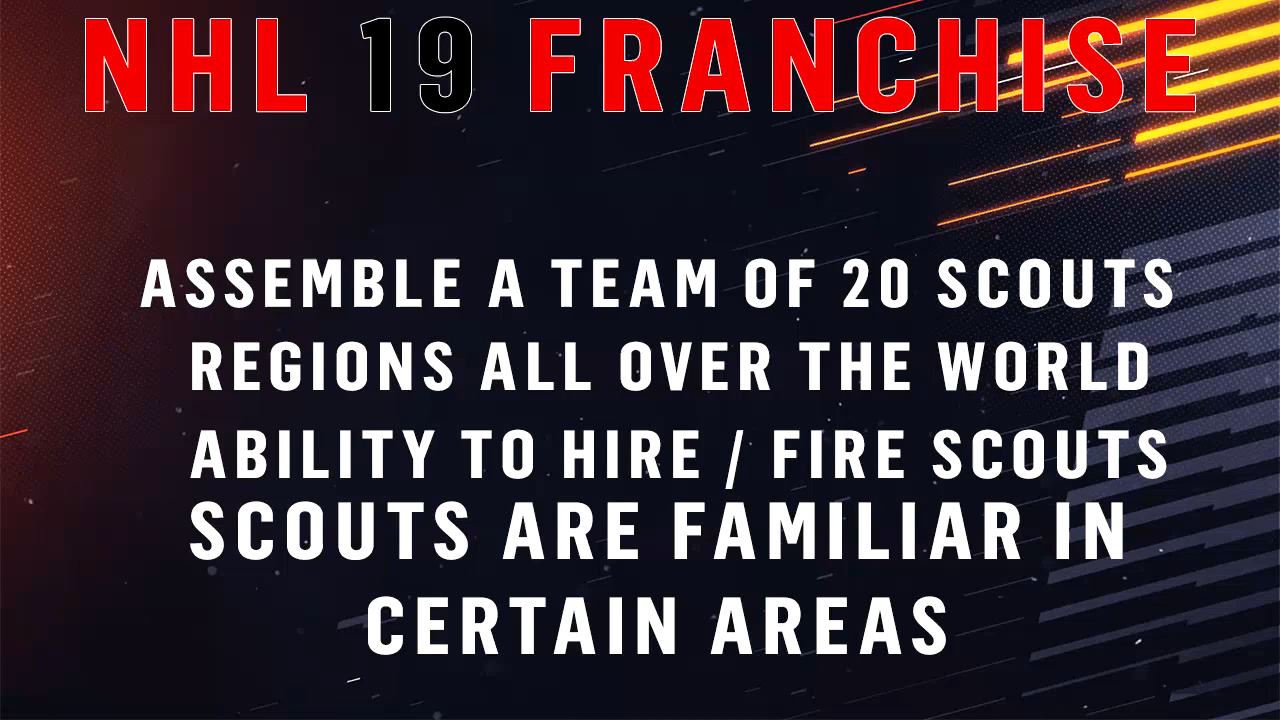 NHL 19 FRANCHISE
ASSEMBLE A TEAM OF 20 SCOUTS
REGIONS ALL OVER THE WORLD
ABILITY TO HIRE / FIRE SCOUTS
SCOUTS ARE FAMILIAR IN
CERTAIN AREAS